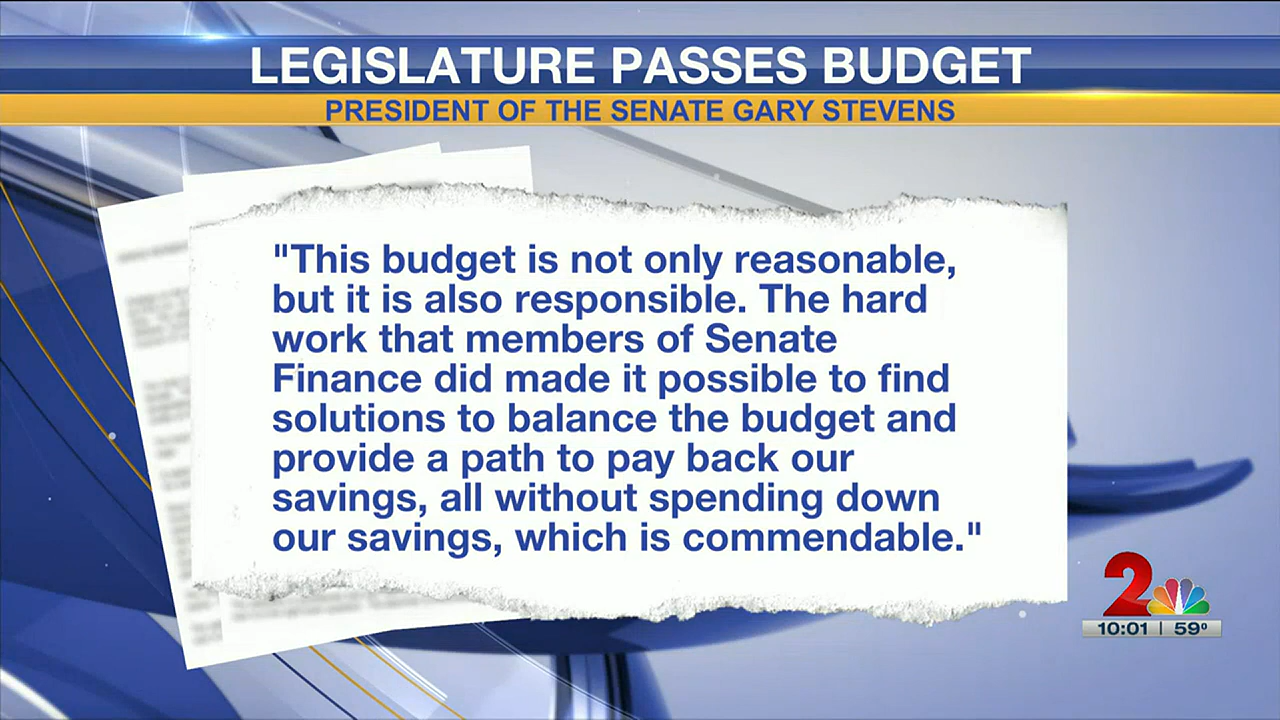 LEGISLATURE PASSES BUDGET
PRESIDENT OF THE SENATE GARY STEVENS
"This budget is not only reasonable,
but it is also responsible. The hard
work that members of Senate
Finance did made it possible to find
solutions to balance the budget and
provide a path to pay back our
savings, all without spending down
our savings, which is commendable."
2
10:01 | 59°